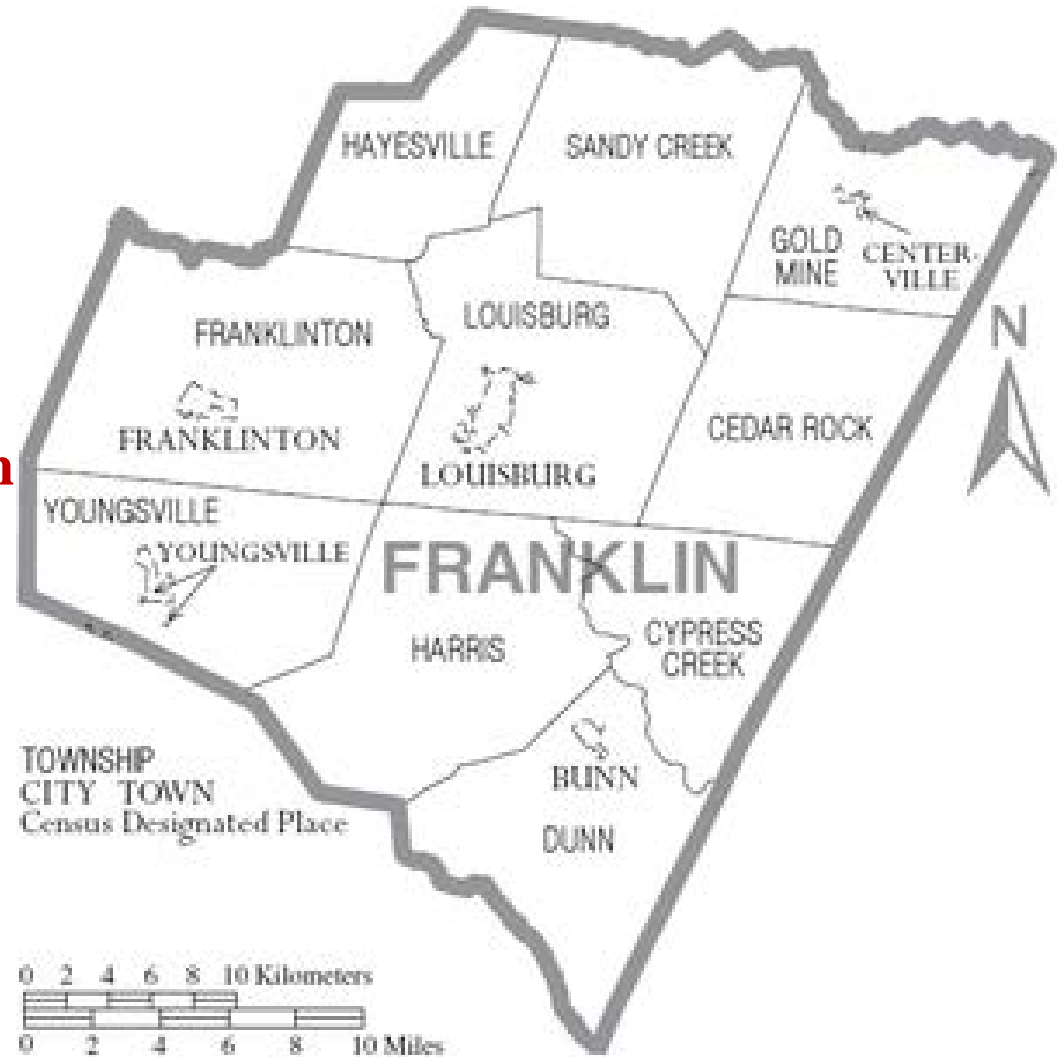 HAYESVILLE
SANDY CREEK
GOLD
MINE
CENTER-
VILLE
FRANKLINTON
LOUISBURG
N
FRANKLINTON
LOUISBURG
CEDAR ROCK
n
YOUNGSVILLE
YOUNGSVILLE
FRANKLIN
HARRIS
CYPRESS
CREEK
BUNN
DUNN
TOWNSHIP
CITY TOWN
Census Designated Place
0 2 4 6 8 10 Kilometers
0 2 4 6 8 10 Miles